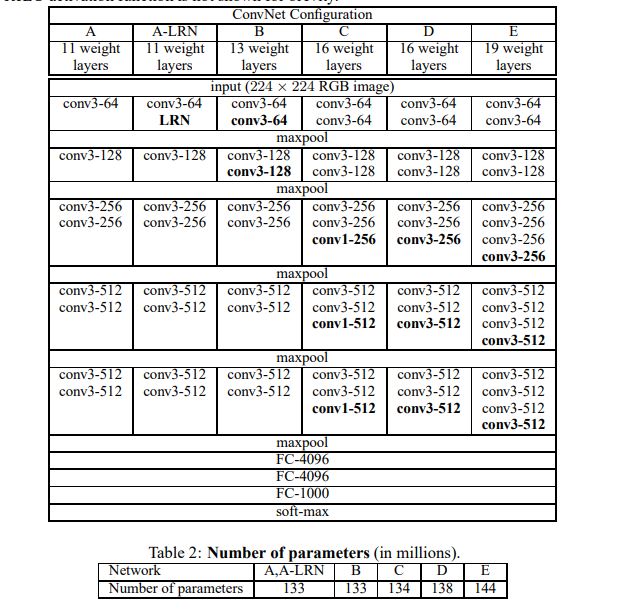 ConvNet Configuration
A A-LRN B C D E
11 weight 11 weight 13 weight 16 weight 16 weight 19 weight
layers layers layers layers layers layers
input (224 × 224 RGB image)
conv3-64 conv3-64 conv3-64 conv3-64 conv3-64 conv3-64
LRN conv3-64 conv3-64 conv3-64 conv3-64
maxpool
conv3-128 conv3-128 conv3-128 conv3-128 conv3-128 conv3-128
conv3-128 conv3-128 conv3-128 conv3-128
maxpool
conv3-256 conv3-256 conv3-256 conv3-256 conv3-256 conv3-256
conv3-256 conv3-256 conv3-256 conv3-256 conv3-256 conv3-256
conv1-256 conv3-256 conv3-256
conv3-256
maxpool
conv3-512 conv3-512 conv3-512 conv3-512 conv3-512 conv3-512
conv3-512 conv3-512 conv3-512 conv3-512 conv3-512 conv3-512
conv1-512 conv3-512 conv3-512
conv3-512
maxpool
conv3-512 conv3-512 conv3-512 conv3-512 conv3-512 conv3-512
conv3-512 conv3-512 conv3-512 conv3-512 conv3-512 conv3-512
conv1-512 conv3-512 conv3-512
conv3-512
maxpool
FC-4096
FC-4096
FC-1000
soft-max
Table 2: Number of parameters (in millions).
Network A,A-LRN B C D E
Number of parameters 133 133 134 138 144